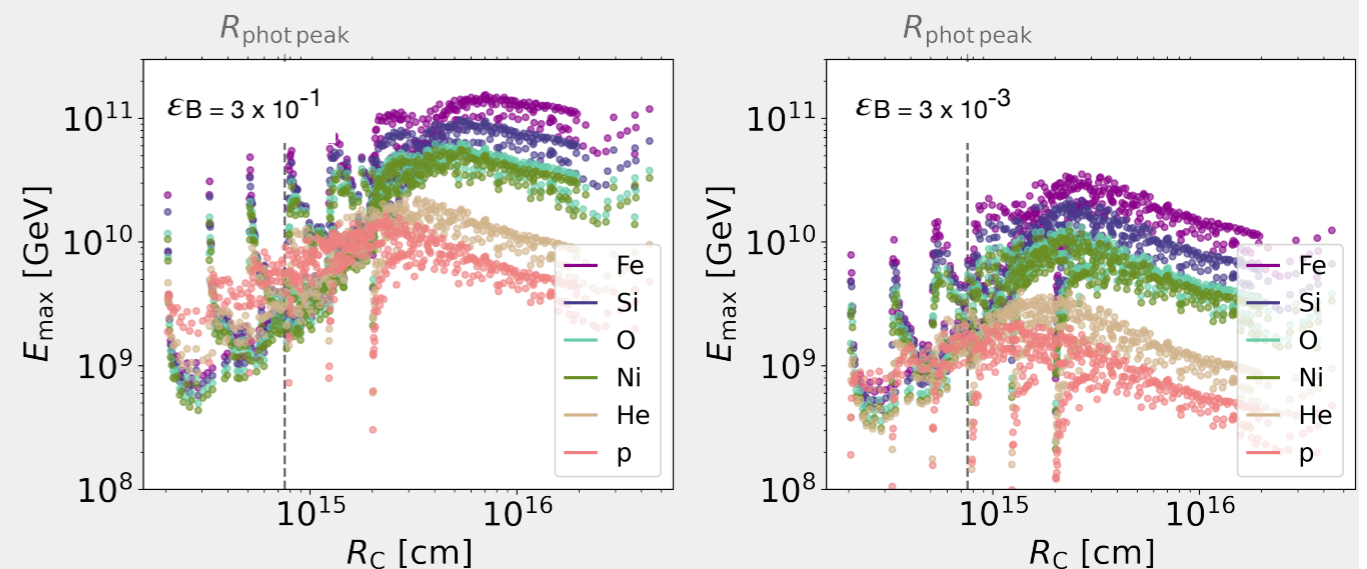 R_phot peak
εB = 3 x 10^-1
10^11
10^10
10^9
10^8
E_max [GeV]
Fe
Si
O
Ni
He
p
10^15
10^16
R_C [cm]
R_phot peak
εB = 3 x 10^-3
10^11
10^10
10^9
10^8
E_max [GeV]
Fe
Si
O
Ni
He
p
10^15
10^16
R_C [cm]